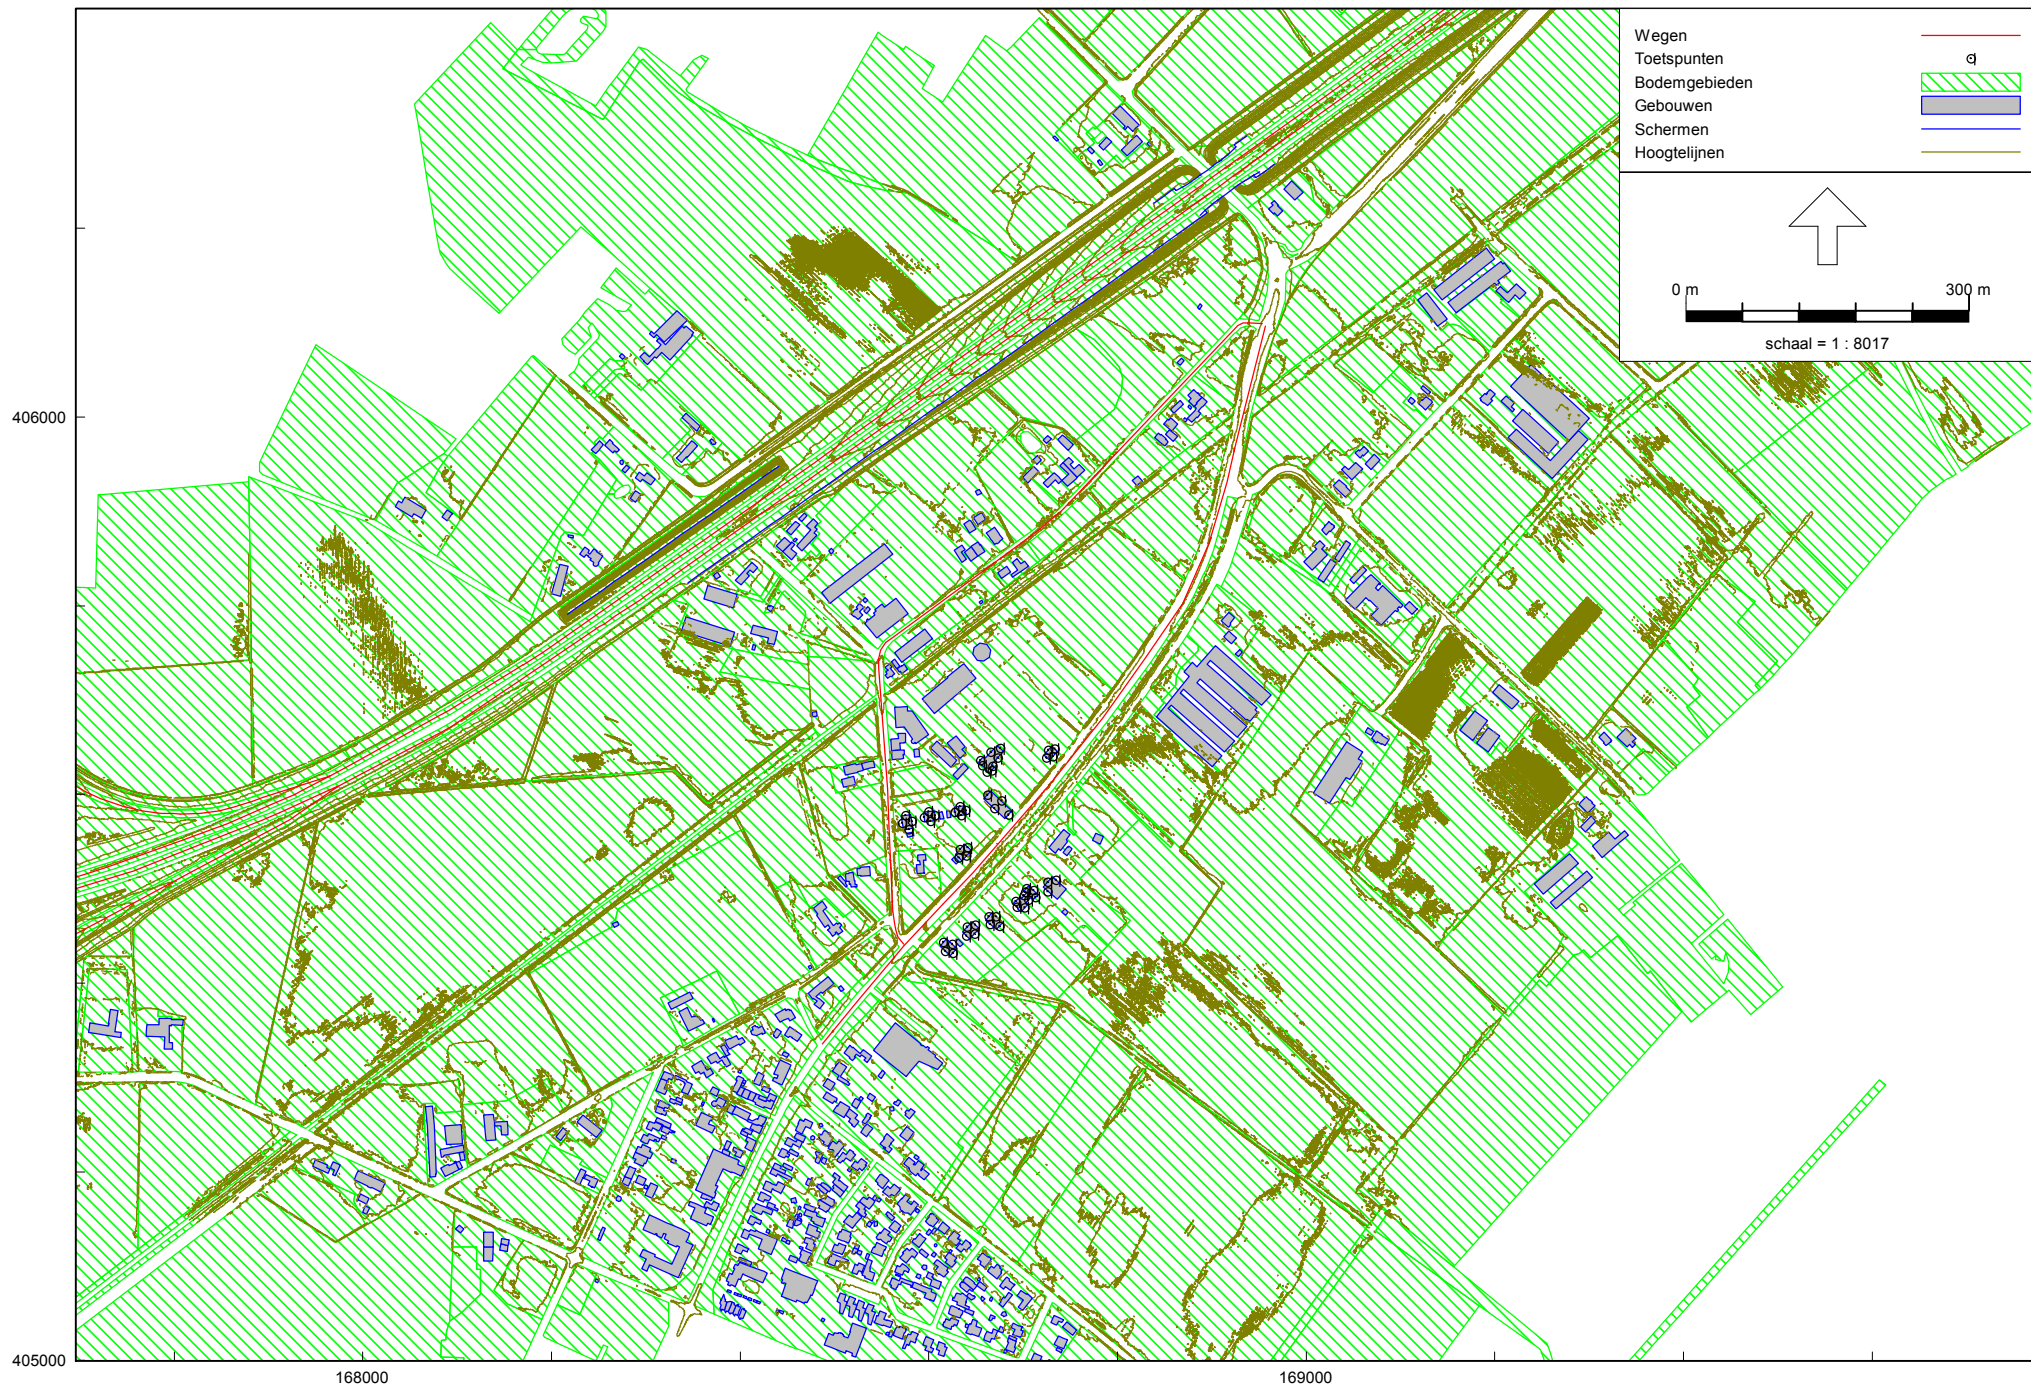 Wegen
Toetspunten
Bodemgebieden
Gebouwen
Schermen
Hoogtelijnen
0 m 300 m
schaal = 1 : 8017
406000
405000
168000 169000